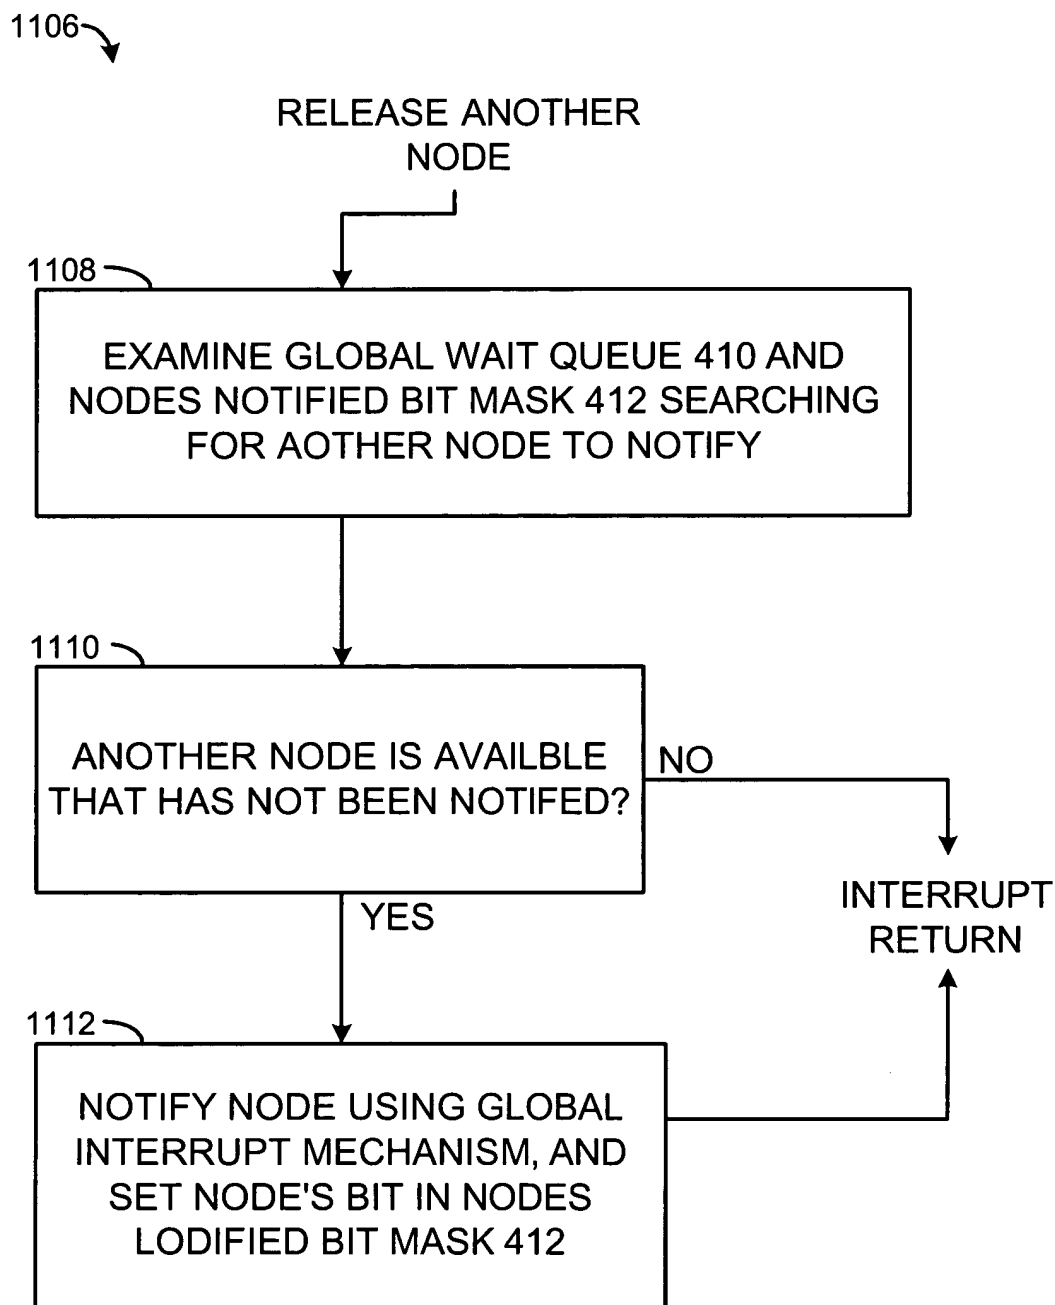 1106
RELEASE ANOTHER
NODE
1108
EXAMINE GLOBAL WAIT QUEUE 410 AND
NODES NOTIFIED BIT MASK 412 SEARCHING
FOR AOTHER NODE TO NOTIFY
1110
ANOTHER NODE IS AVAILBLE
THAT HAS NOT BEEN NOTIFED?
NO
YES
INTERRUPT
RETURN
1112
NOTIFY NODE USING GLOBAL
INTERRUPT MECHANISM, AND
SET NODE'S BIT IN NODES
LODIFIED BIT MASK 412